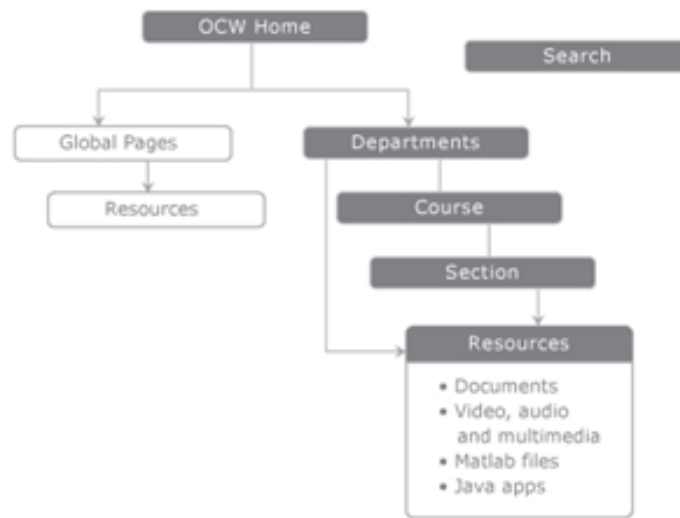 OCW Home
Search
Global Pages
Departments
Resources
Course
Section
Resources
• Documents
• Video, audio
and multimedia
• Matlab files
• Java apps